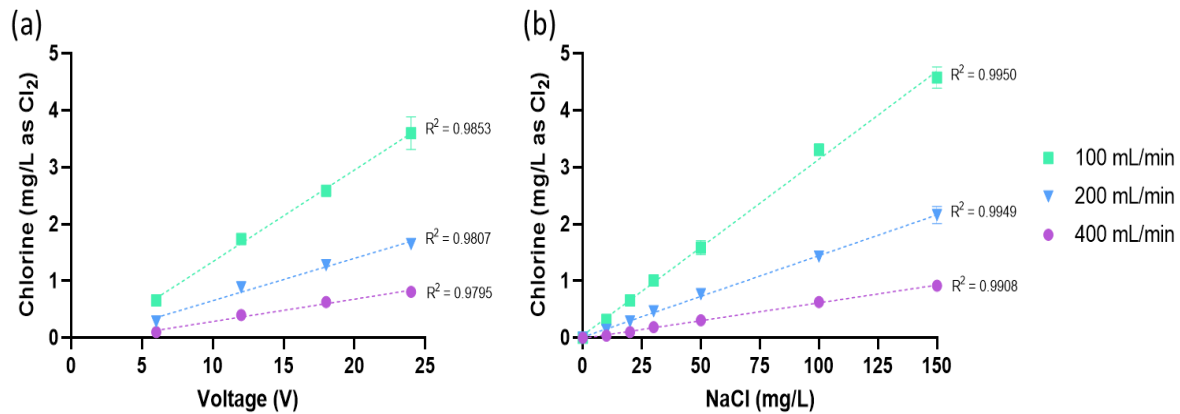 (a)
Chlorine (mg/L as Cl₂)
5
4
3
2
1
0
R² = 0.9853
R² = 0.9807
R² = 0.9795
0 5 10 15 20 25
Voltage (V)
(b)
Chlorine (mg/L as Cl₂)
5
4
3
2
1
0
R² = 0.9950
R² = 0.9949
R² = 0.9908
0 25 50 75 100 125 150
NaCl (mg/L)
100 mL/min
200 mL/min
400 mL/min